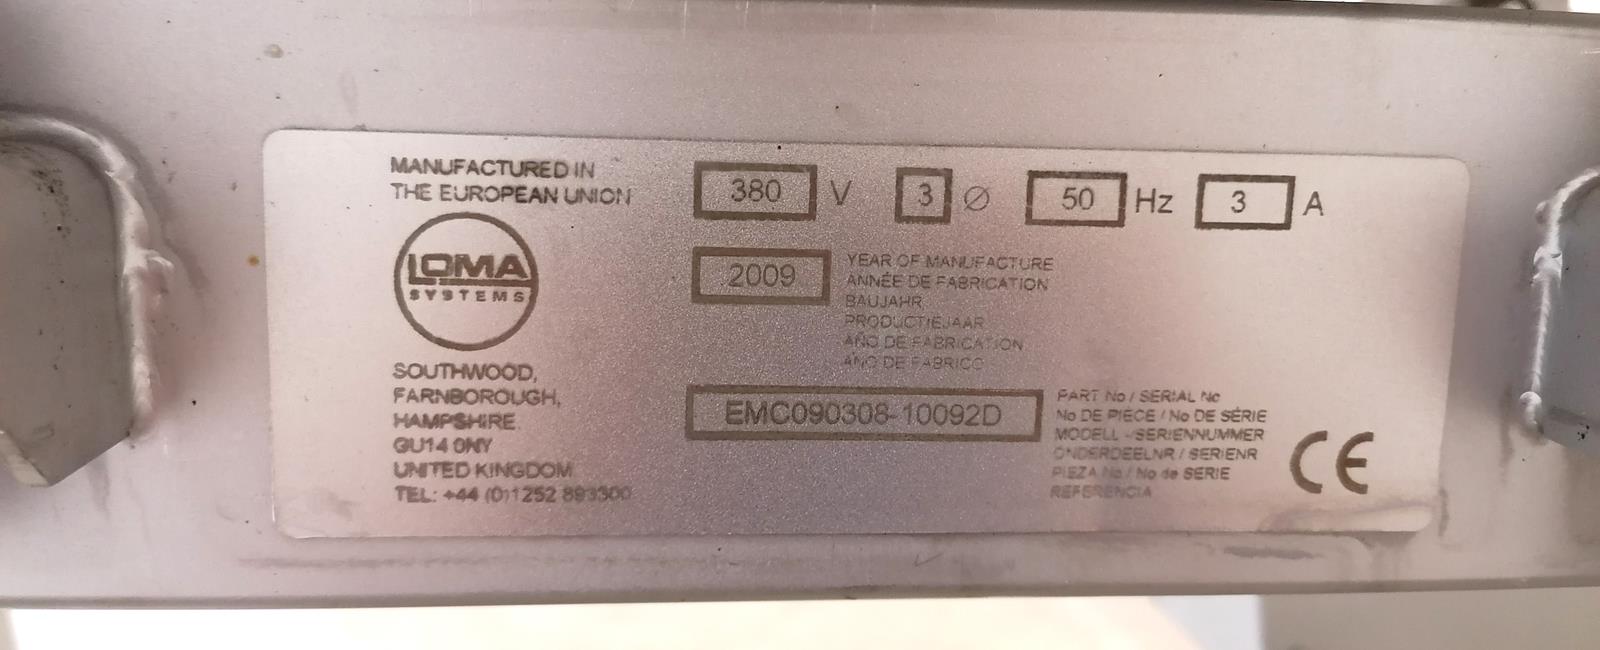 MANUFACTURED IN
THE EUROPEAN UNION
LOMA
SYSTEMS
SOUTHWOOD,
FARNBOROUGH,
HAMPSHIRE
GU14 0NY
UNITED KINGDOM
TEL: +44 (0)1252 893300
380 V 3 Ø 50 Hz 3 A
2009
YEAR OF MANUFACTURE
ANNÉE DE FABRICATION
BAUJAHR
PRODUCTIEJAAR
AÑO DE FABRICATION
ANO DE FABRICO
EMC090308-10092D
PART No / SERIAL No
No DE PIÈCE / No DE SÉRIE
MODELL - SERIENNUMMER
ONDERDEELNR / SERIENR
PIEZA No / No de SERIE
REFERENCIA
CE